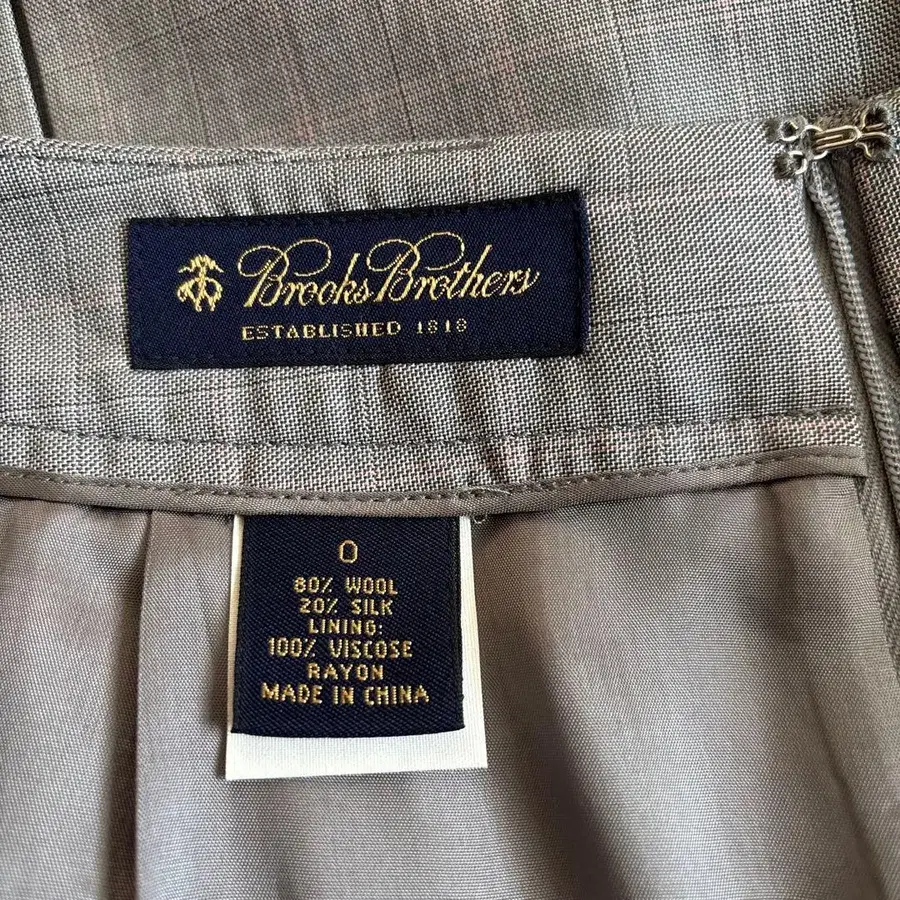 Brooks Brothers
ESTABLISHED 1818
0
80% WOOL
20% SILK
LINING:
100% VISCOSE
RAYON
MADE IN CHINA